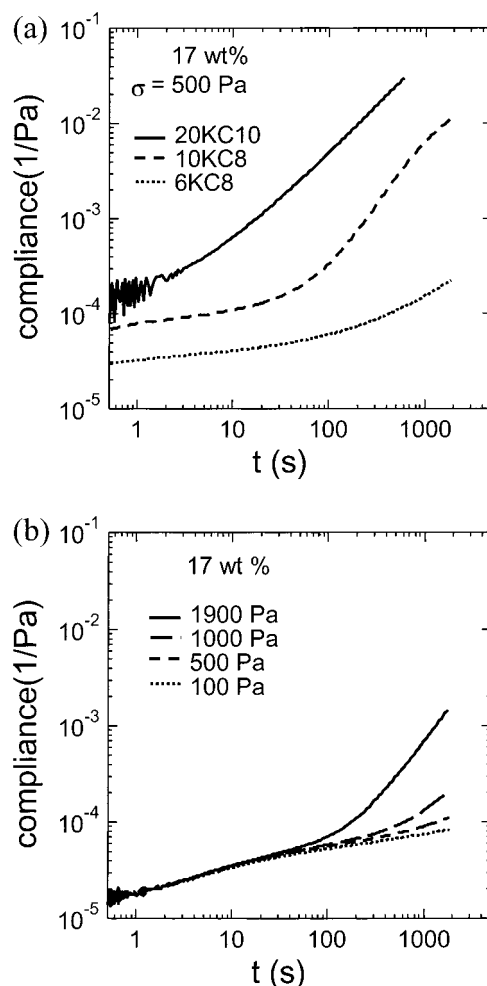 (a)
10⁻¹
17 wt%
σ = 500 Pa
20KC10
10KC8
6KC8
10⁻²
10⁻³
10⁻⁴
10⁻⁵
compliance(1/Pa)
1 10 100 1000
t (s)
(b)
10⁻¹
17 wt %
1900 Pa
1000 Pa
500 Pa
100 Pa
10⁻²
10⁻³
10⁻⁴
10⁻⁵
compliance(1/Pa)
1 10 100 1000
t (s)